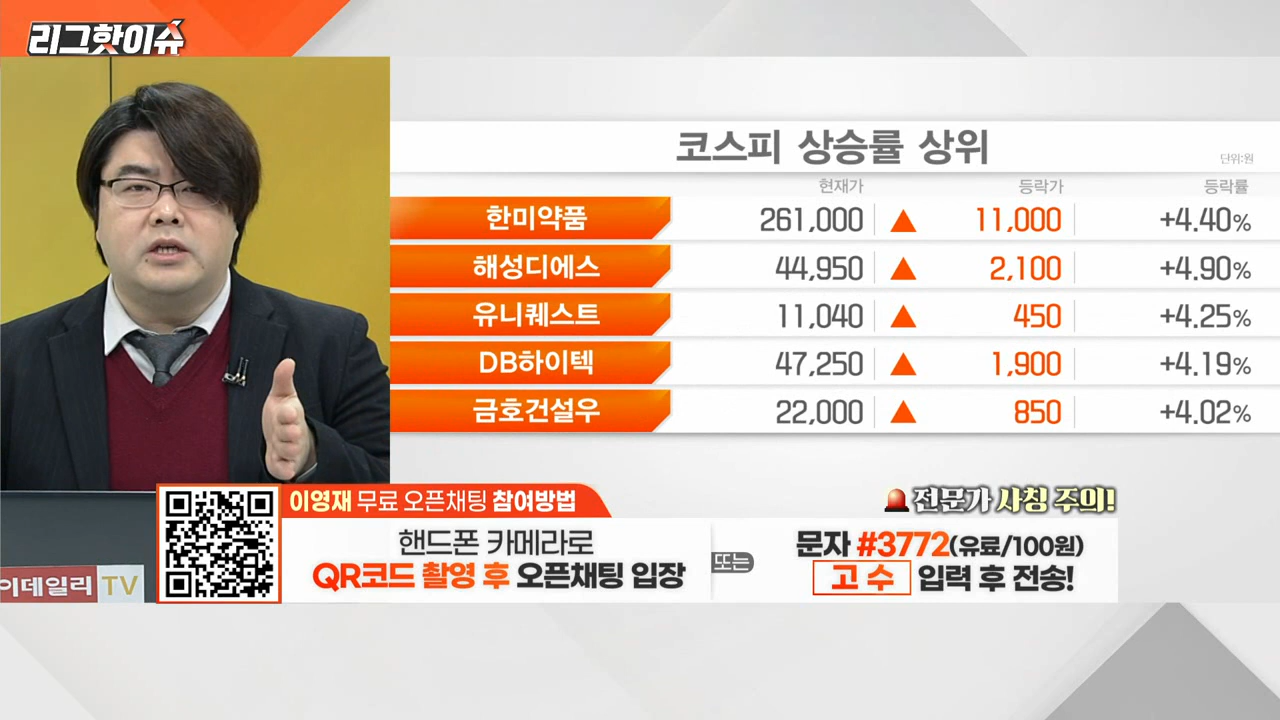 리그핫이슈
코스피 상승률 상위
단위:원
현재가 등락가 등락률
한미약품 261,000 ▲ 11,000 +4.40%
해성디에스 44,950 ▲ 2,100 +4.90%
유니퀘스트 11,040 ▲ 450 +4.25%
DB하이텍 47,250 ▲ 1,900 +4.19%
금호건설우 22,000 ▲ 850 +4.02%
이영재 무료 오픈채팅 참여방법
전문가 사칭 주의!
핸드폰 카메라로
QR코드 촬영 후 오픈채팅 입장
또는
문자 #3772(유료/100원)
고수 입력 후 전송!
이데일리 TV